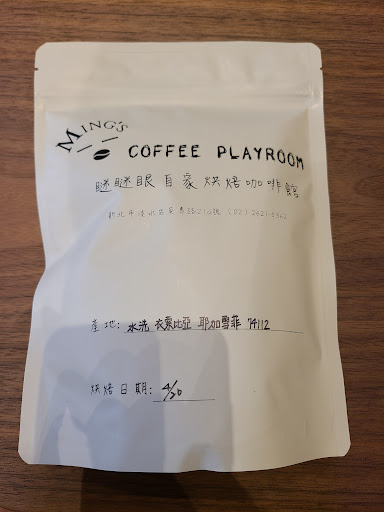 MING'S
COFFEE PLAYROOM
瞇瞇眼自家烘焙咖啡館
產地: 水洗 衣索比亞 耶加雪菲 74112
烘焙日期: 4/30